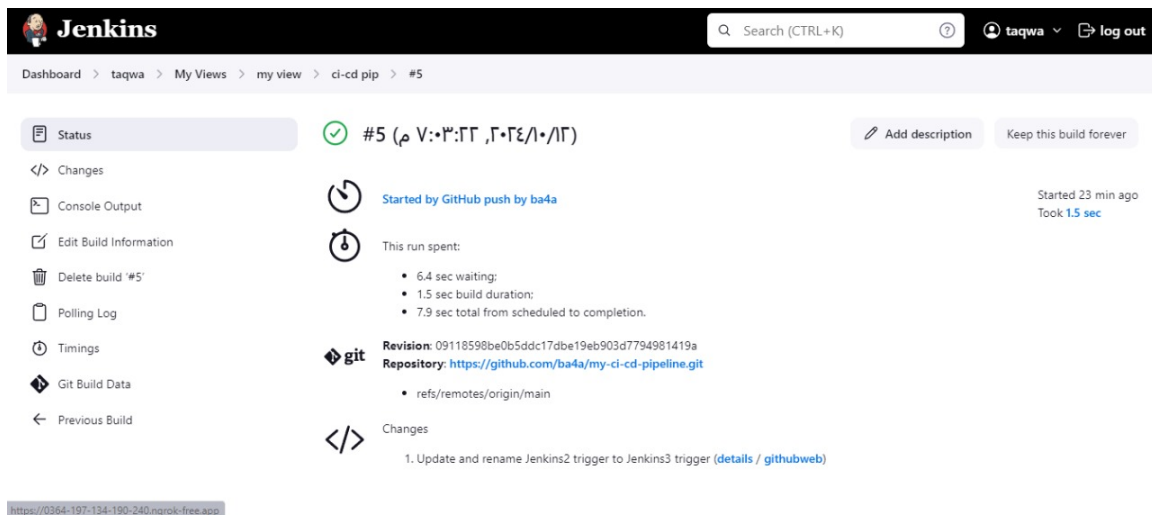 Jenkins
Search (CTRL+K)
?
taqwa
log out
Dashboard > taqwa > My Views > my view > ci-cd pip > #5
Status
Changes
Console Output
Edit Build Information
Delete build '#5'
Polling Log
Timings
Git Build Data
Previous Build
#5 (١٢‏/١٠‏/٢٠٢٤, ٧:٠٣:٢٢ م)
Add description
Keep this build forever
Started by GitHub push by ba4a
Started 23 min ago
Took 1.5 sec
This run spent:
• 6.4 sec waiting;
• 1.5 sec build duration;
• 7.9 sec total from scheduled to completion.
git
Revision: 09118598be0b5ddc17dbe19eb903d7794981419a
Repository: https://github.com/ba4a/my-ci-cd-pipeline.git
• refs/remotes/origin/main
Changes
1. Update and rename Jenkins2 trigger to Jenkins3 trigger (details / githubweb)
https://0364-197-134-190-240.ngrok-free.app